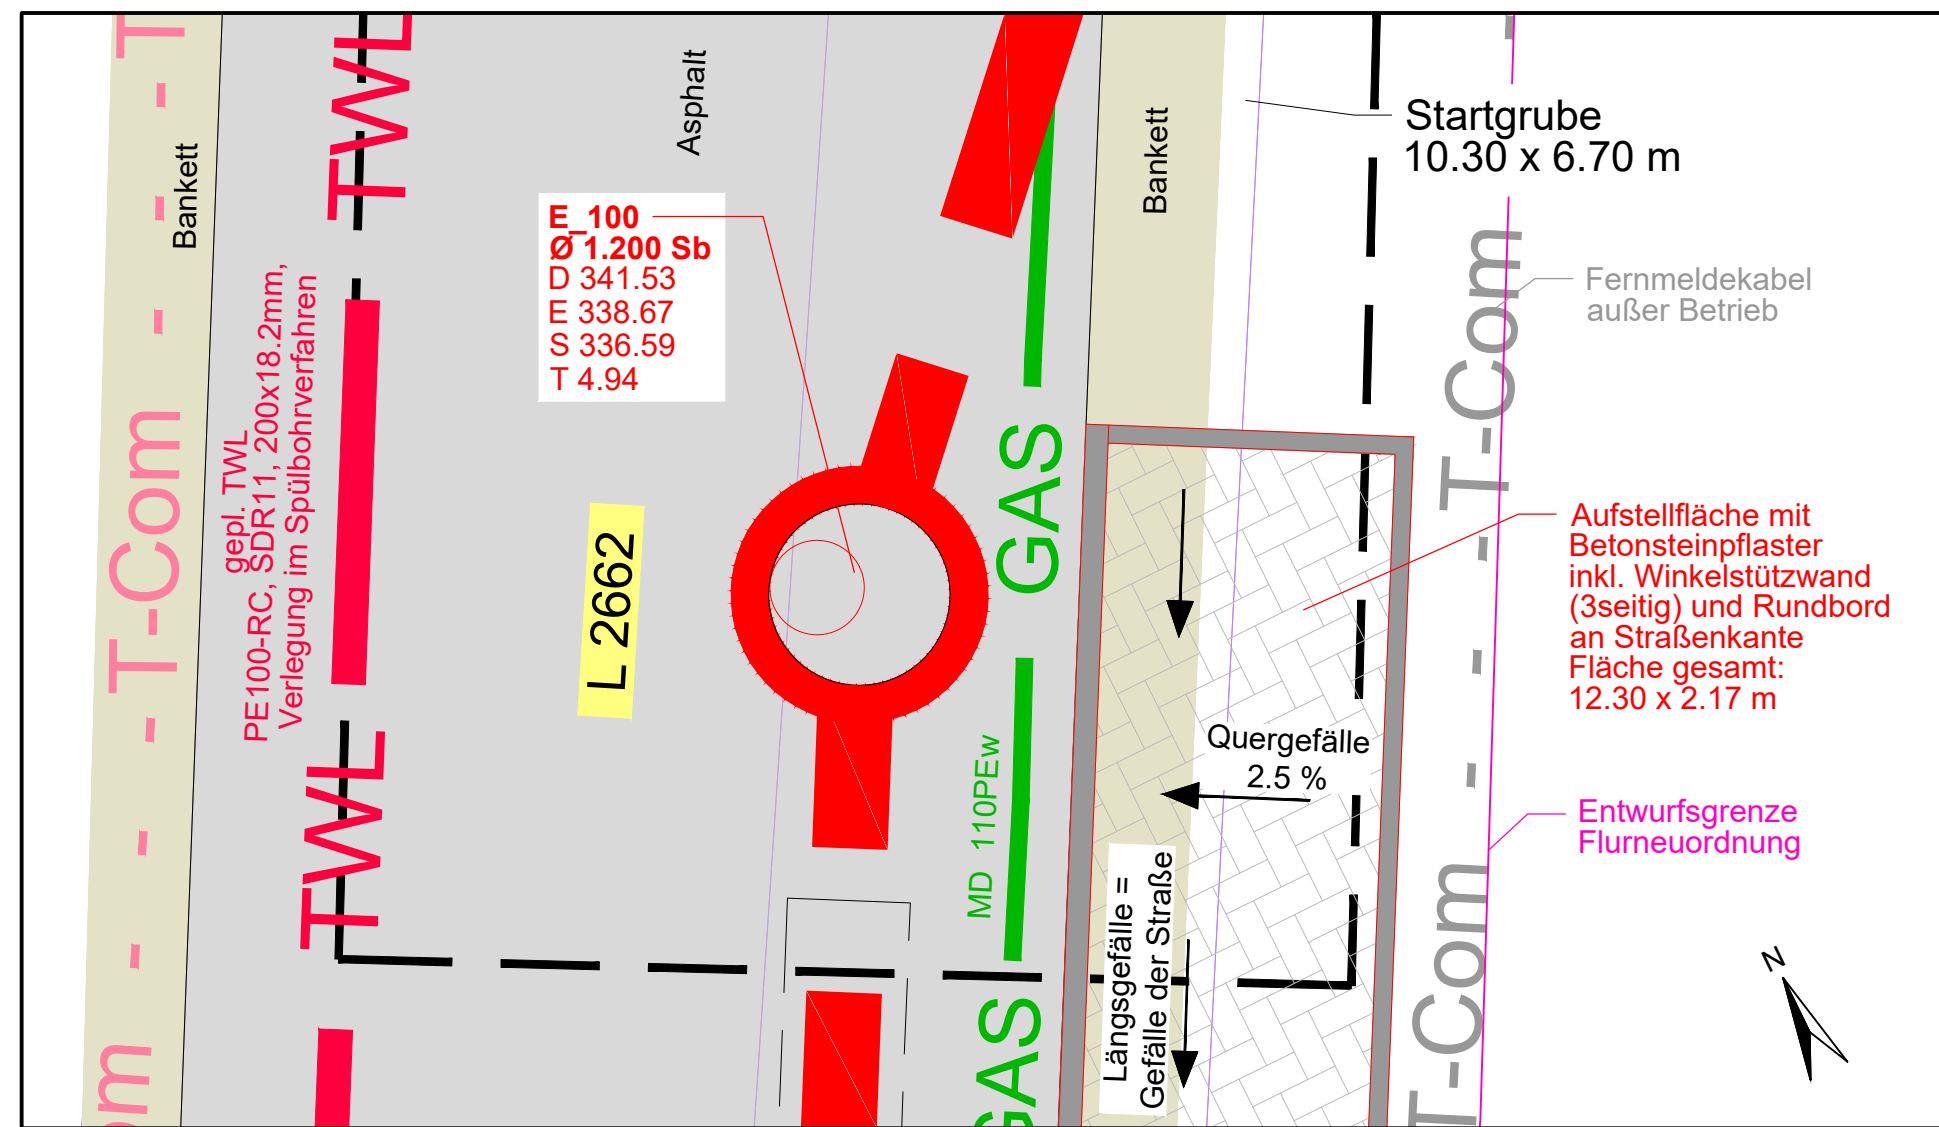 T-Com
T
Bankett
TWL
Asphalt
Bankett
Startgrube
10.30 x 6.70 m
E_100
Ø 1.200 Sb
D 341.53
E 338.67
S 336.59
T 4.94
Fernmeldekabel
außer Betrieb
T-Com
gepl. TWL
PE100-RC, SDR11, 200x18.2mm,
Verlegung im Spülbohrverfahren
L 2662
GAS
Aufstellfläche mit
Betonsteinpflaster
inkl. Winkelstützwand
(3seitig) und Rundbord
an Straßenkante
Fläche gesamt:
12.30 x 2.17 m
Quergefälle
2.5 %
MD 110PEw
TWL
Entwurfsgrenze
Flurneuordnung
Längsgefälle =
Gefälle der Straße
T-Com
N
GAS
om